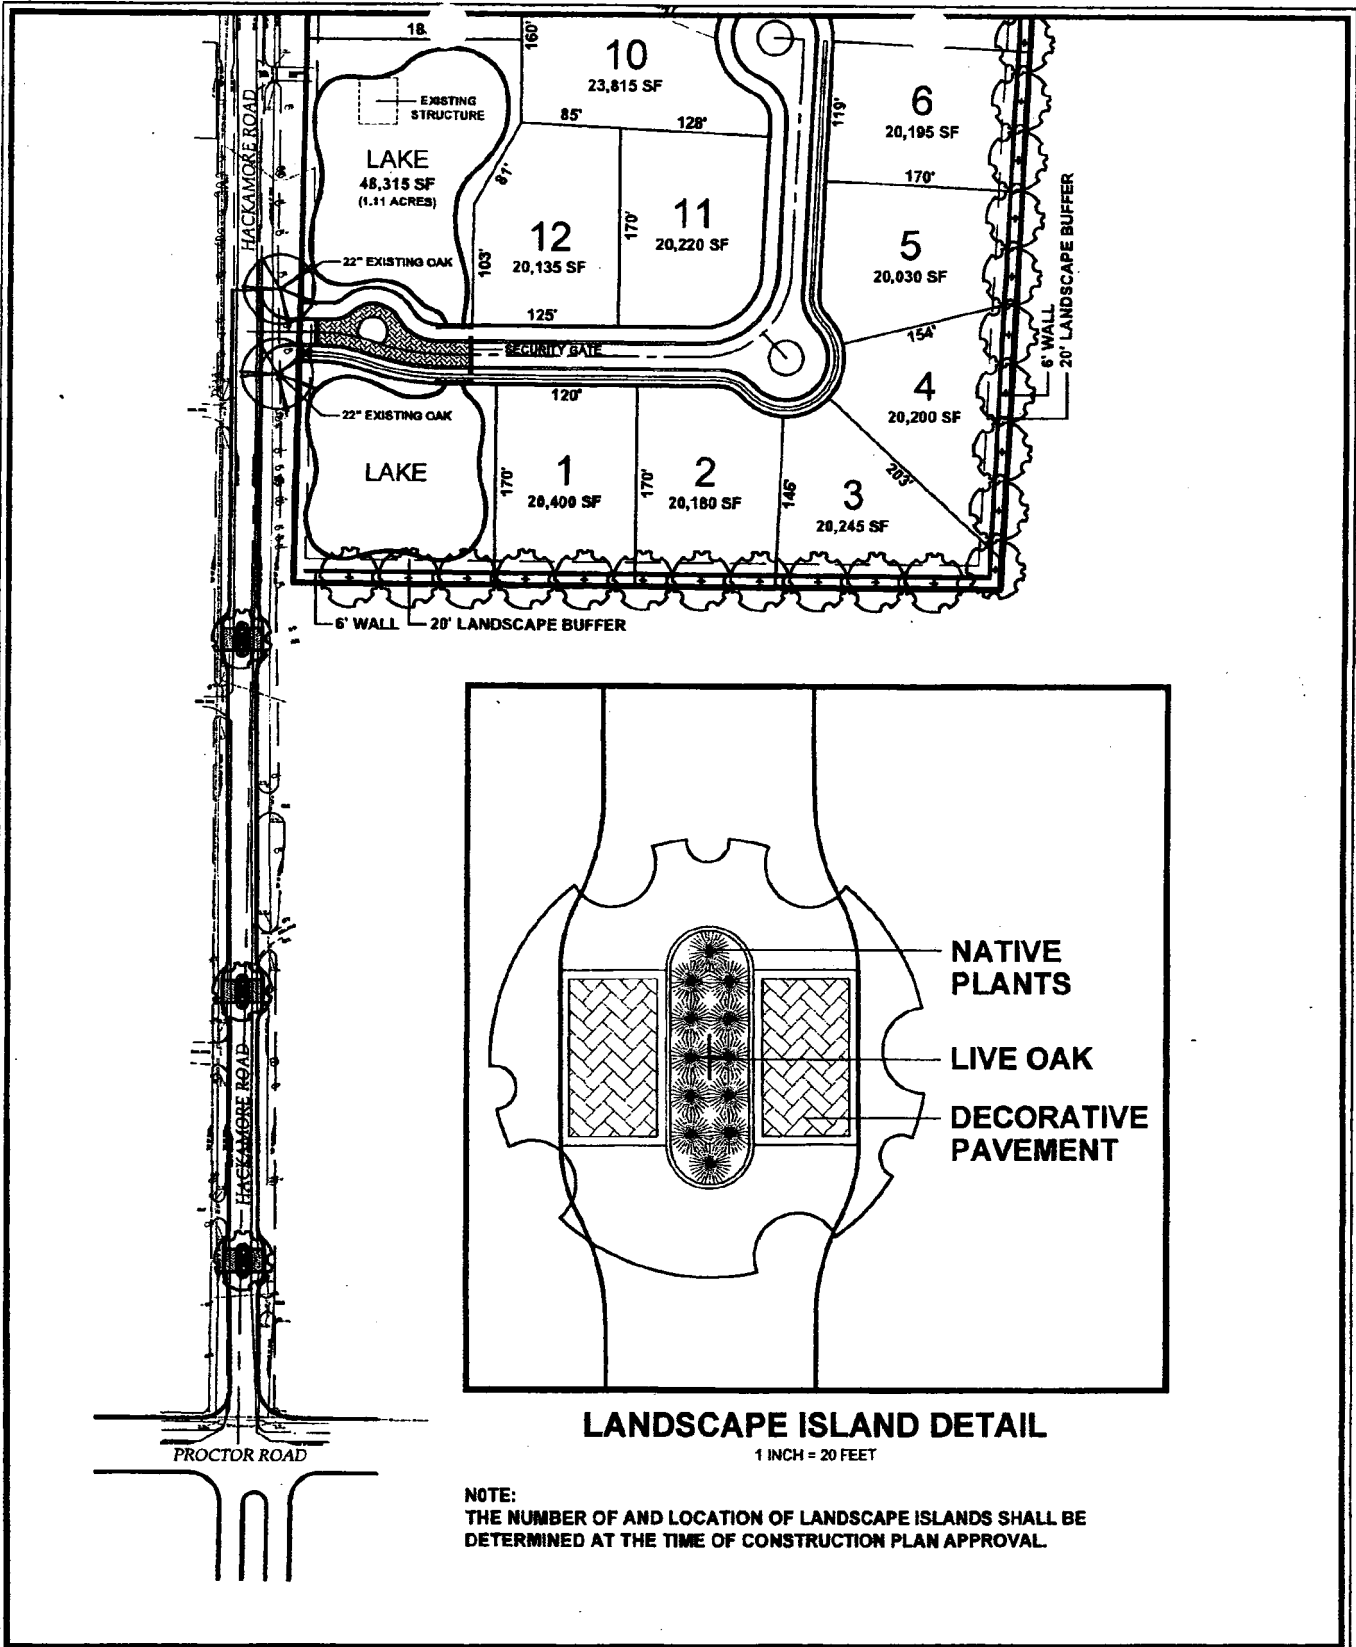 18
160'
10
23,815 SF
EXISTING
STRUCTURE
85'
128'
119'
6
20,195 SF
170'
HACKAMORE ROAD
LAKE
48,315 SF
(1.11 ACRES)
81'
103'
12
20,135 SF
170'
11
20,220 SF
5
20,030 SF
22" EXISTING OAK
125'
SECURITY GATE
154'
6' WALL
20' LANDSCAPE BUFFER
4
20,200 SF
120'
22" EXISTING OAK
LAKE
170'
1
20,400 SF
170'
2
20,180 SF
3
20,245 SF
203'
6' WALL
20' LANDSCAPE BUFFER
NATIVE
PLANTS
LIVE OAK
DECORATIVE
PAVEMENT
HACKAMORE ROAD
LANDSCAPE ISLAND DETAIL
1 INCH = 20 FEET
PROCTOR ROAD
NOTE:
THE NUMBER OF AND LOCATION OF LANDSCAPE ISLANDS SHALL BE
DETERMINED AT THE TIME OF CONSTRUCTION PLAN APPROVAL.